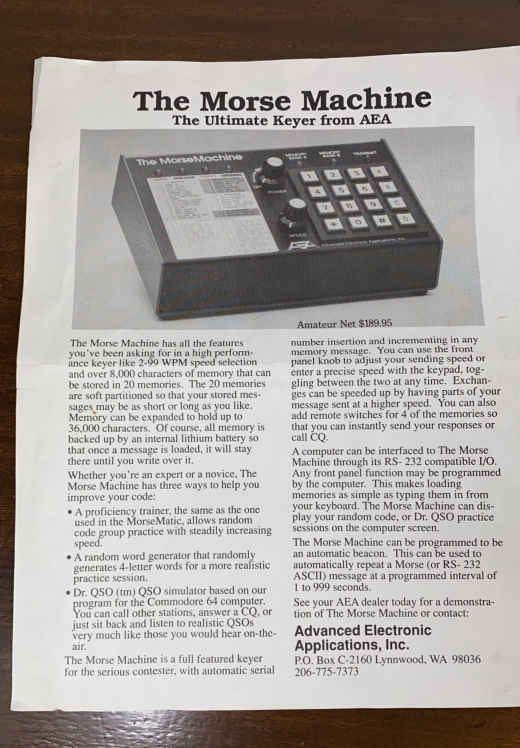 The Morse Machine
The Ultimate Keyer from AEA
The MorseMachine
MEMORY BANK A
MEMORY BANK B
TRANSMIT
POWER
SPEED
1 2 3 A
4 5 6 B
7 8 9 C
* 0 # D
Amateur Net $189.95
The Morse Machine has all the features
you've been asking for in a high perform-
ance keyer like 2-99 WPM speed selection
and over 8,000 characters of memory that can
be stored in 20 memories. The 20 memories
are soft partitioned so that your stored mes-
sages may be as short or long as you like.
Memory can be expanded to hold up to
36,000 characters. Of course, all memory is
backed up by an internal lithium battery so
that once a message is loaded, it will stay
there until you write over it.
Whether you're an expert or a novice, The
Morse Machine has three ways to help you
improve your code:
• A proficiency trainer, the same as the one
used in the MorseMatic, allows random
code group practice with steadily increasing
speed.
• A random word generator that randomly
generates 4-letter words for a more realistic
practice session.
• Dr. QSO (tm) QSO simulator based on our
program for the Commodore 64 computer.
You can call other stations, answer a CQ, or
just sit back and listen to realistic QSOs
very much like those you would hear on-the-
air.
The Morse Machine is a full featured keyer
for the serious contester, with automatic serial
number insertion and incrementing in any
memory message. You can use the front
panel knob to adjust your sending speed or
enter a precise speed with the keypad, tog-
gling between the two at any time. Exchan-
ges can be speeded up by having parts of your
message sent at a higher speed. You can also
add remote switches for 4 of the memories so
that you can instantly send your responses or
call CQ.
A computer can be interfaced to The Morse
Machine through its RS- 232 compatible I/O.
Any front panel function may be programmed
by the computer. This makes loading
memories as simple as typing them in from
your keyboard. The Morse Machine can dis-
play your random code, or Dr. QSO practice
sessions on the computer screen.
The Morse Machine can be programmed to be
an automatic beacon. This can be used to
automatically repeat a Morse (or RS- 232
ASCII) message at a programmed interval of
1 to 999 seconds.
See your AEA dealer today for a demonstra-
tion of The Morse Machine or contact:
Advanced Electronic
Applications, Inc.
P.O. Box C-2160 Lynnwood, WA 98036
206-775-7373